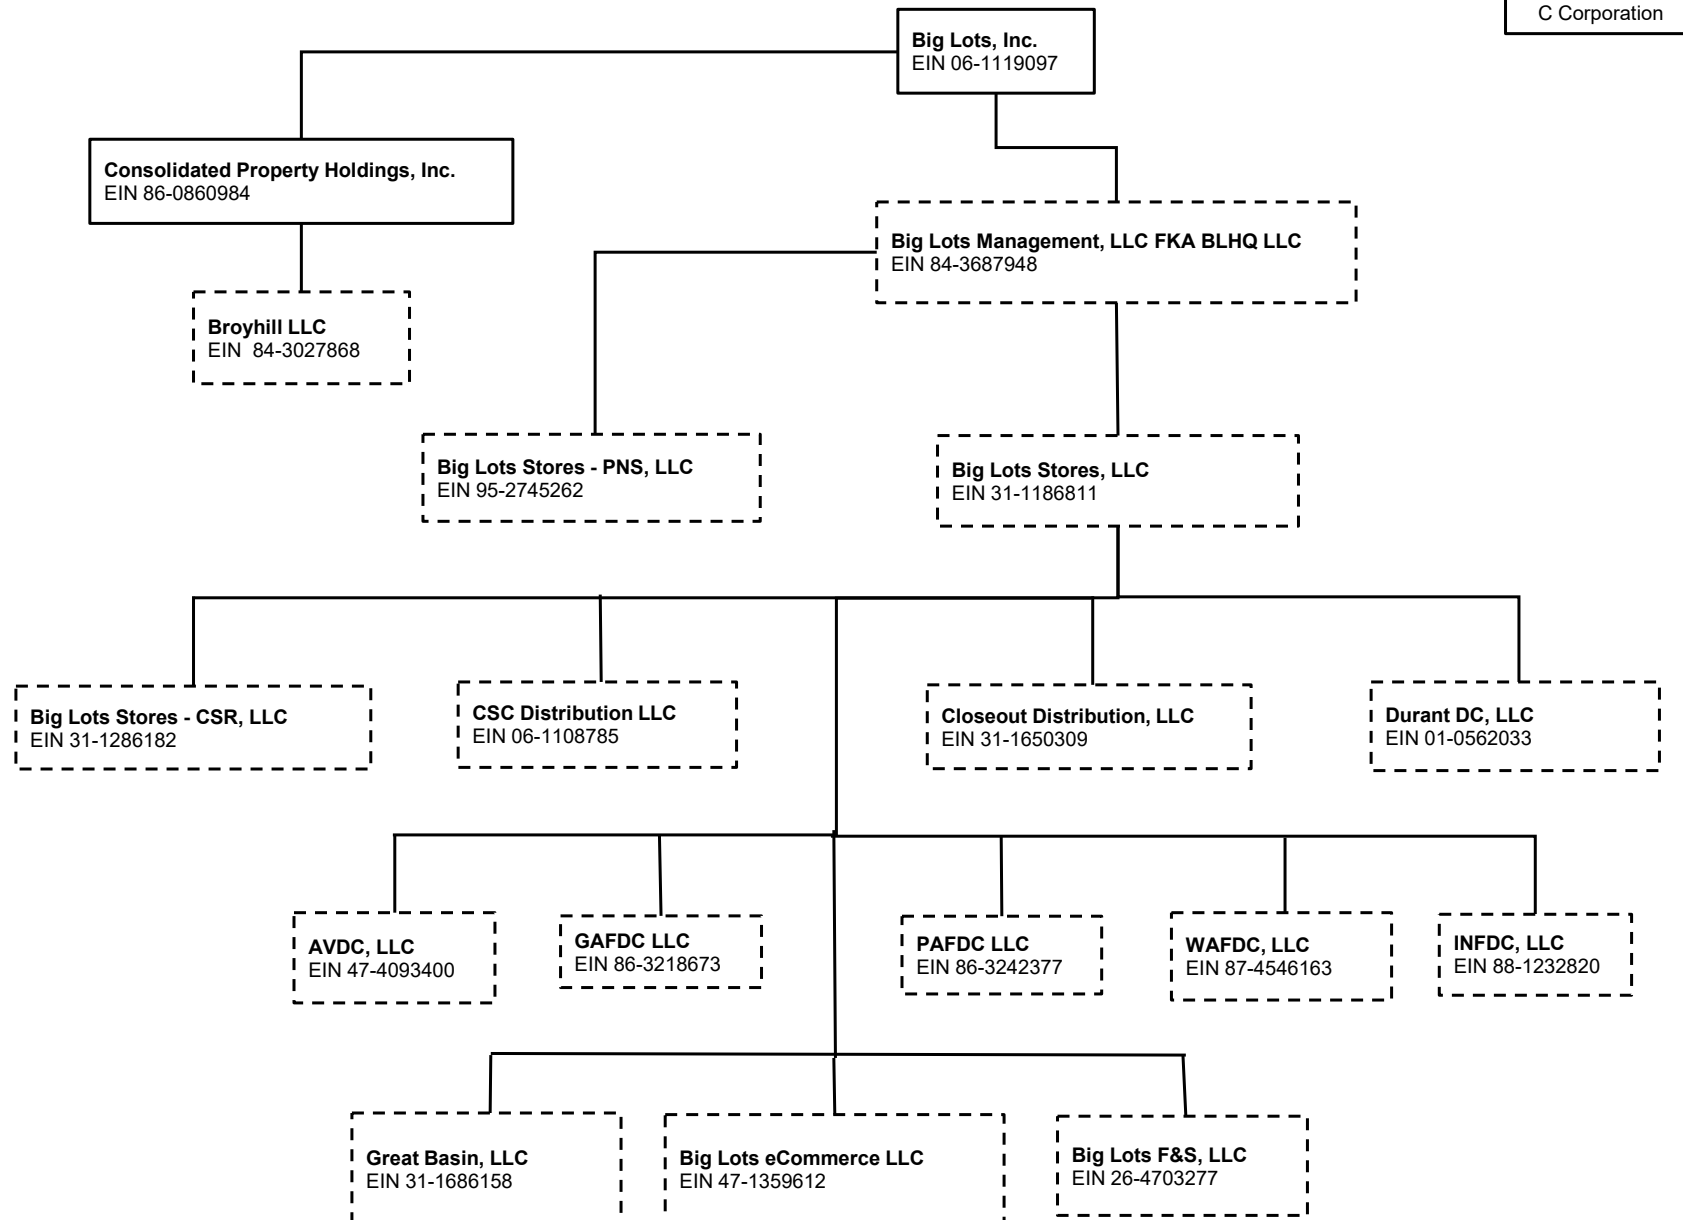 C Corporation
Big Lots, Inc.
EIN 06-1119097
Consolidated Property Holdings, Inc.
EIN 86-0860984
Big Lots Management, LLC FKA BLHQ LLC
EIN 84-3687948
Broyhill LLC
EIN  84-3027868
Big Lots Stores - PNS, LLC
EIN 95-2745262
Big Lots Stores, LLC
EIN 31-1186811
Big Lots Stores - CSR, LLC
EIN 31-1286182
CSC Distribution LLC
EIN 06-1108785
Closeout Distribution, LLC
EIN 31-1650309
Durant DC, LLC
EIN 01-0562033
AVDC, LLC
EIN 47-4093400
GAFDC LLC
EIN 86-3218673
PAFDC LLC
EIN 86-3242377
WAFDC, LLC
EIN 87-4546163
INFDC, LLC
EIN 88-1232820
Great Basin, LLC
EIN 31-1686158
Big Lots eCommerce LLC
EIN 47-1359612
Big Lots F&S, LLC
EIN 26-4703277